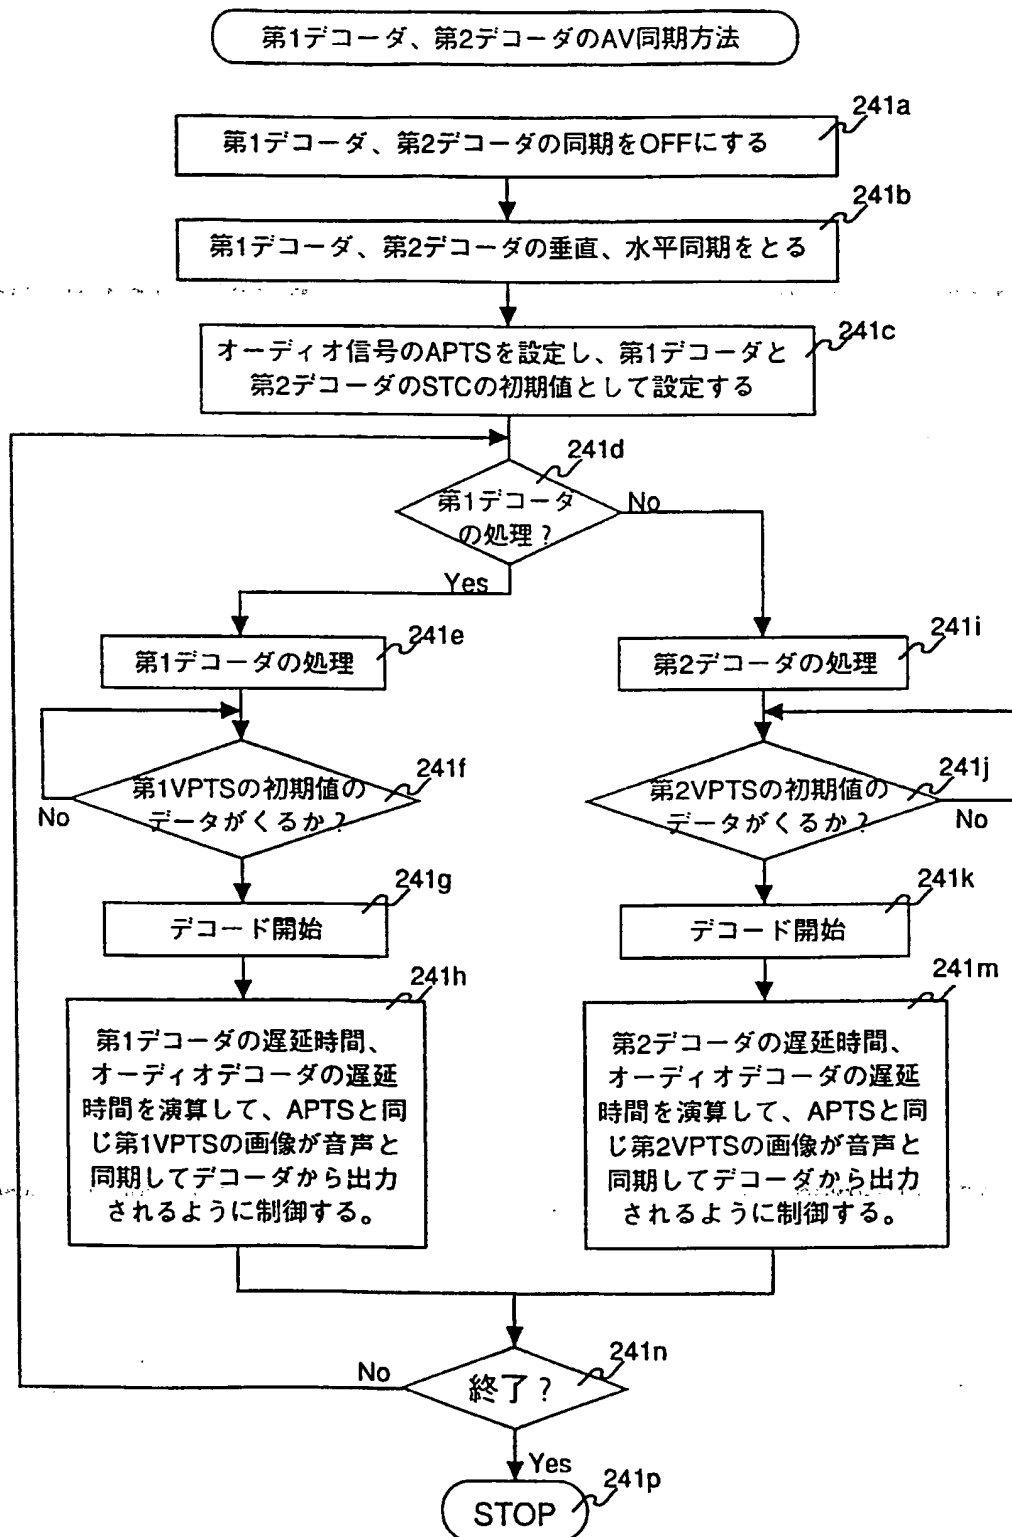 第1デコーダ、第2デコーダのAV同期方法
241a
第1デコーダ、第2デコーダの同期をOFFにする
241b
第1デコーダ、第2デコーダの垂直、水平同期をとる
241c
オーディオ信号のAPTSを設定し、第1デコーダと
第2デコーダのSTCの初期値として設定する
241d
第1デコーダ
の処理?
No
Yes
241e
第1デコーダの処理
241i
第2デコーダの処理
241f
第1VPTSの初期値の
データがくるか?
No
241j
第2VPTSの初期値の
データがくるか?
No
241g
デコード開始
241k
デコード開始
241h
第1デコーダの遅延時間、
オーディオデコーダの遅延
時間を演算して、APTSと同
じ第1VPTSの画像が音声と
同期してデコーダから出力
されるように制御する。
241m
第2デコーダの遅延時間、
オーディオデコーダの遅延
時間を演算して、APTSと同
じ第2VPTSの画像が音声と
同期してデコーダから出力
されるように制御する。
241n
終了?
No
Yes
241p
STOP